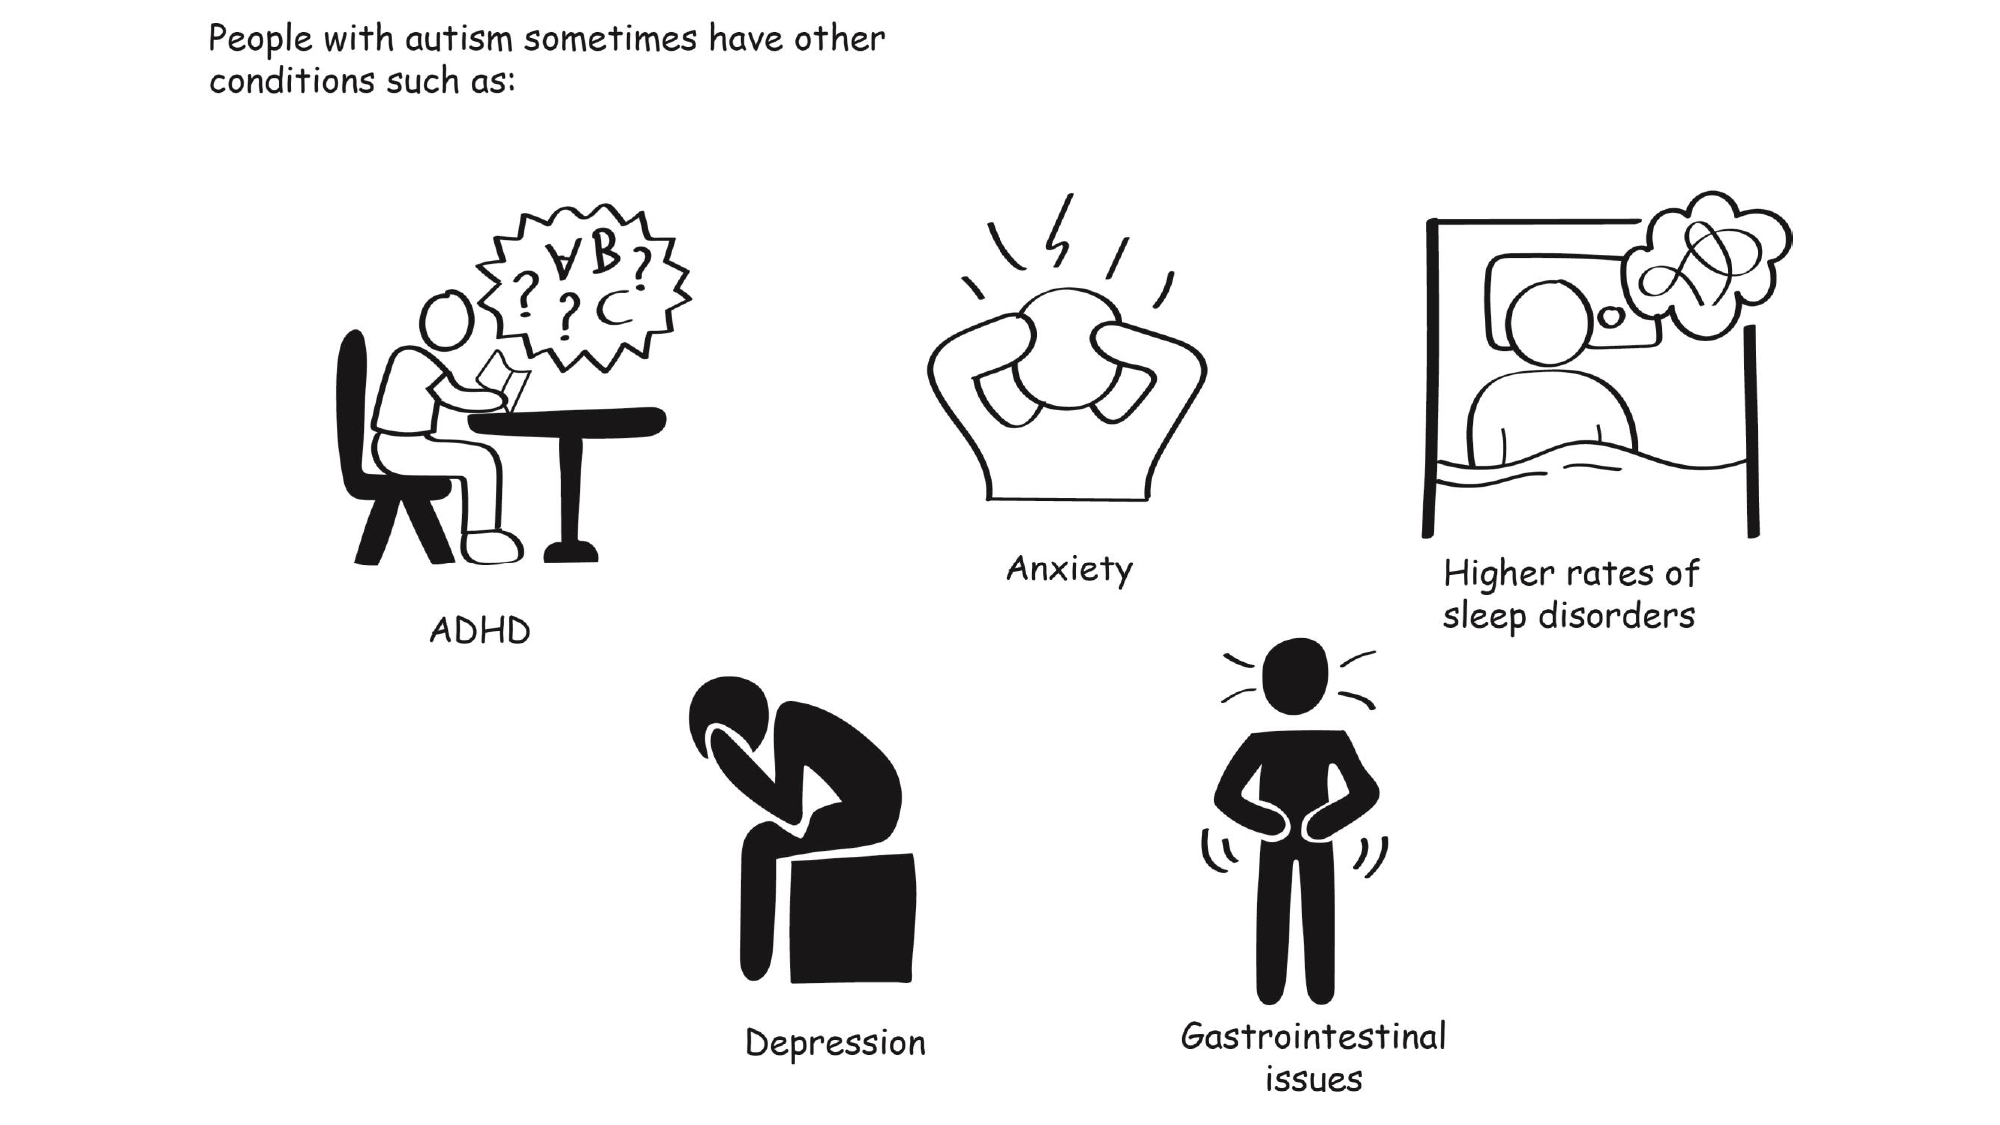 People with autism sometimes have other
conditions such as:
? ∀ B ?
? C
ADHD
Anxiety
Higher rates of
sleep disorders
Depression
Gastrointestinal
issues